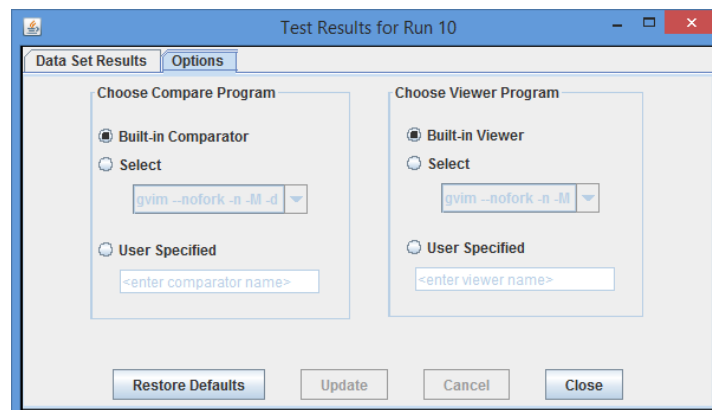 Test Results for Run 10
Data Set Results Options
Choose Compare Program
Built-in Comparator
Select
gvim --nofork -n -M -d
User Specified
<enter comparator name>
Choose Viewer Program
Built-in Viewer
Select
gvim --nofork -n -M
User Specified
<enter viewer name>
Restore Defaults Update Cancel Close